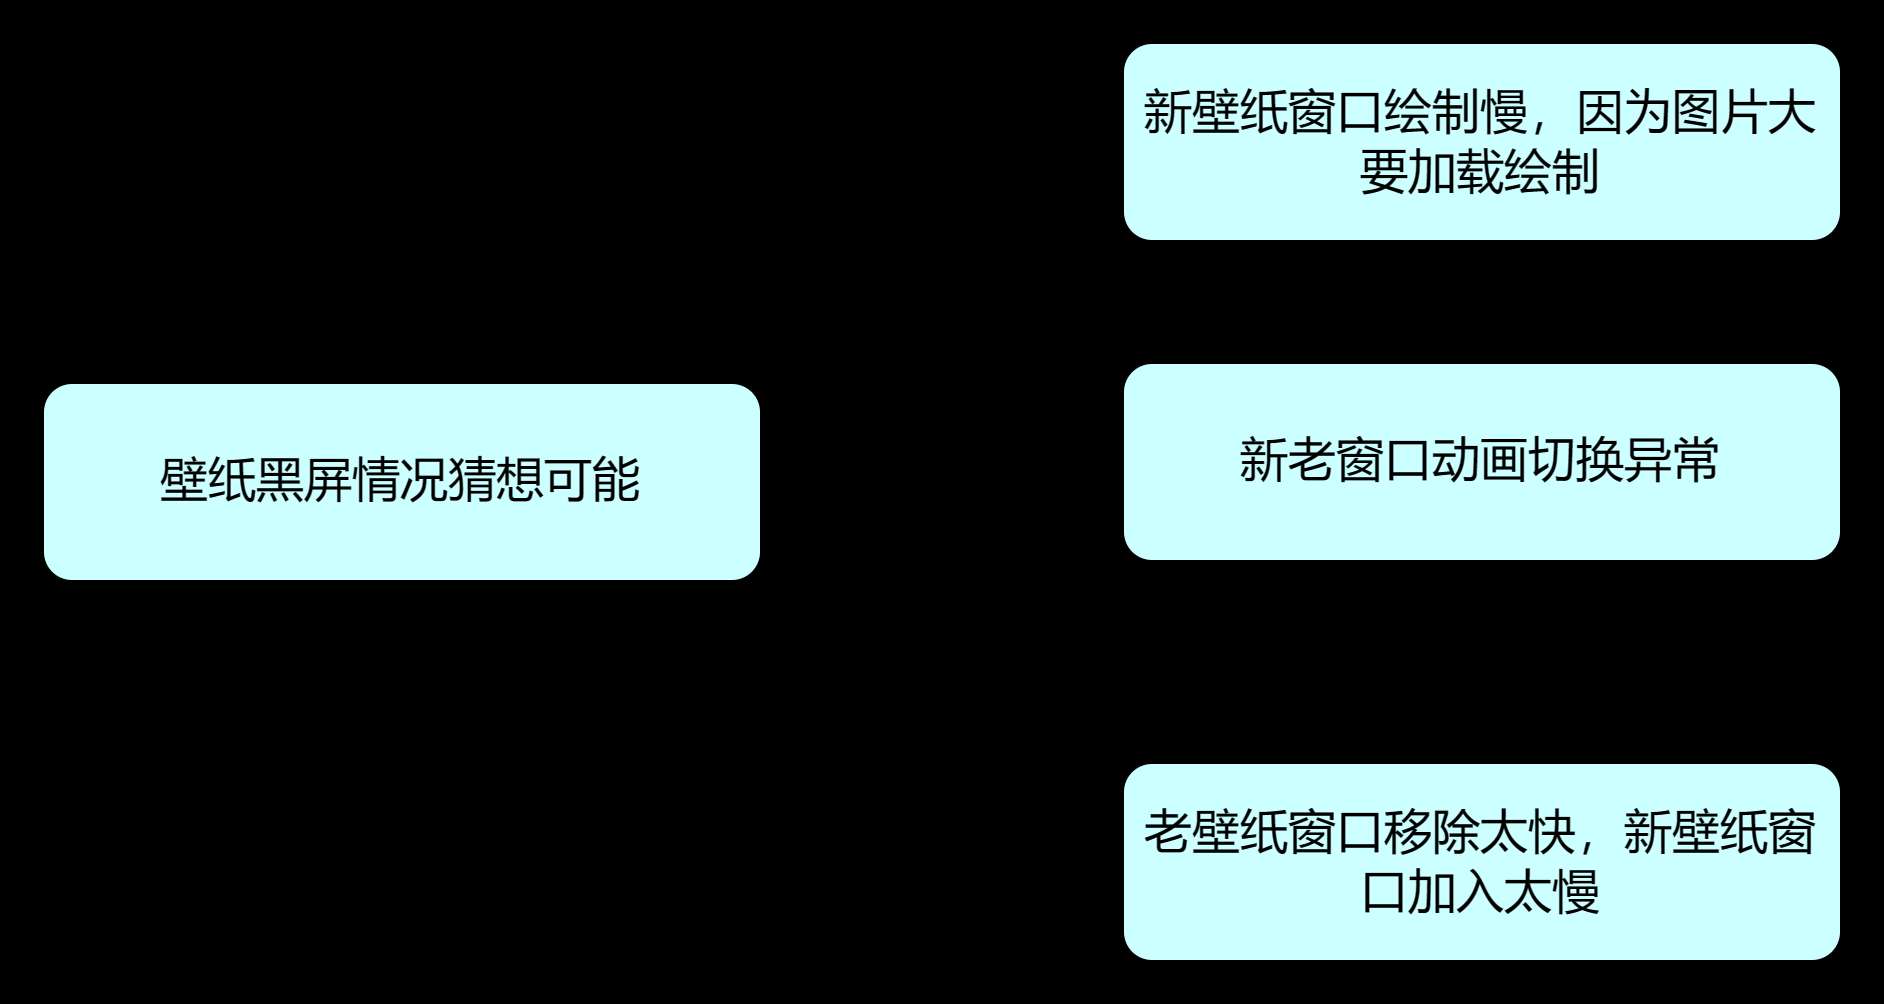 新壁纸窗口绘制慢，因为图片大
要加载绘制
壁纸黑屏情况猜想可能
新老窗口动画切换异常
老壁纸窗口移除太快，新壁纸窗
口加入太慢